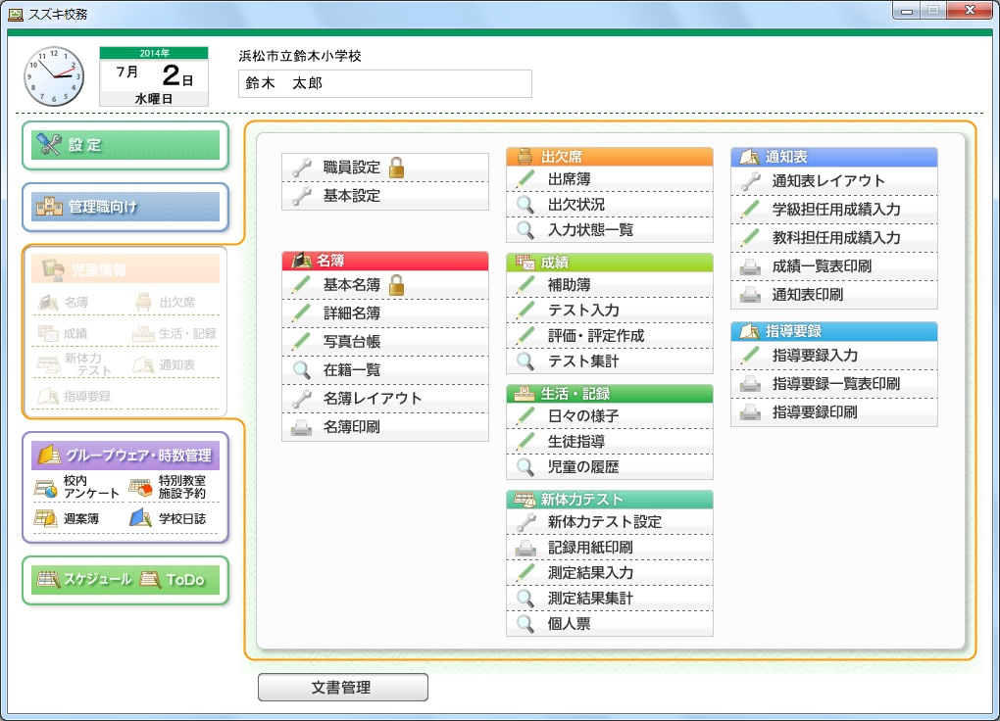 スズキ校務
12
1
2
3
4
5
6
7
8
9
10
11
2014年
7月 2日
水曜日
浜松市立鈴木小学校
鈴木 太郎
設定
管理職向け
児童情報
名簿 出欠席
成績 生活・記録
新体力
テスト
通知表
指導要録
グループウェア・時数管理
校内
アンケート
特別教室
施設予約
週案簿 学校日誌
スケジュール ToDo
職員設定
基本設定
名簿
基本名簿
詳細名簿
写真台帳
在籍一覧
名簿レイアウト
名簿印刷
出欠席
出席簿
出欠状況
入力状態一覧
成績
補助簿
テスト入力
評価・評定作成
テスト集計
生活・記録
日々の様子
生徒指導
児童の履歴
新体力テスト
新体力テスト設定
記録用紙印刷
測定結果入力
測定結果集計
個人票
通知表
通知表レイアウト
学級担任用成績入力
教科担任用成績入力
成績一覧表印刷
通知表印刷
指導要録
指導要録入力
指導要録一覧表印刷
指導要録印刷
文書管理